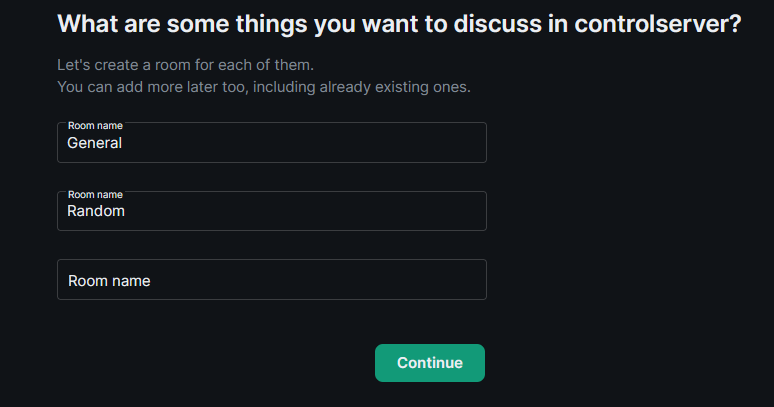 What are some things you want to discuss in controlserver?
Let's create a room for each of them.
You can add more later too, including already existing ones.
Room name
General
Room name
Random
Room name
Continue